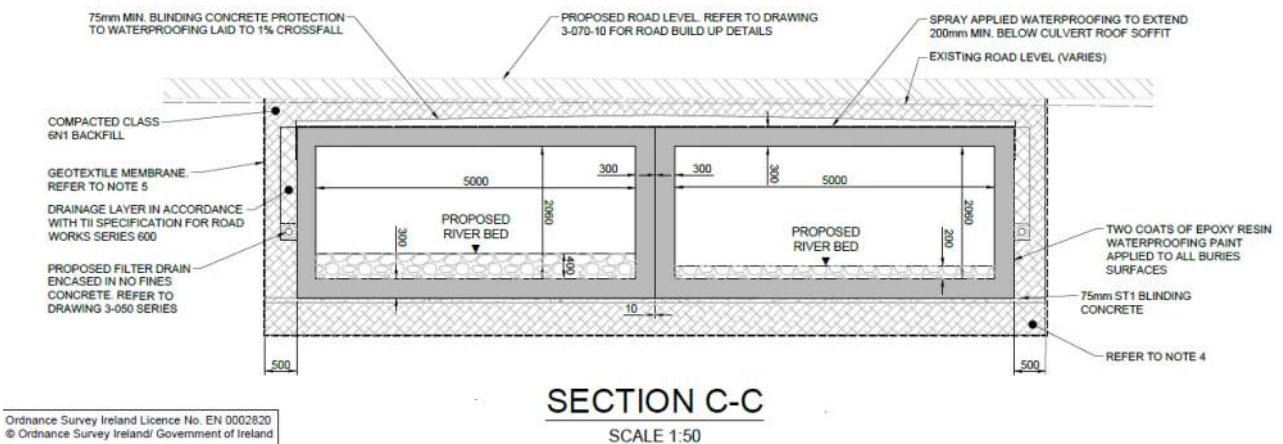 75mm MIN. BLINDING CONCRETE PROTECTION
TO WATERPROOFING LAID TO 1% CROSSFALL
PROPOSED ROAD LEVEL. REFER TO DRAWING
3-070-10 FOR ROAD BUILD UP DETAILS
SPRAY APPLIED WATERPROOFING TO EXTEND
200mm MIN. BELOW CULVERT ROOF SOFFIT
EXISTING ROAD LEVEL (VARIES)
COMPACTED CLASS
6N1 BACKFILL
GEOTEXTILE MEMBRANE.
REFER TO NOTE 5
DRAINAGE LAYER IN ACCORDANCE
WITH TII SPECIFICATION FOR ROAD
WORKS SERIES 600
PROPOSED FILTER DRAIN
ENCASED IN NO FINES
CONCRETE. REFER TO
DRAWING 3-050 SERIES
5000
300
300
300
5000
2060
2060
PROPOSED
RIVER BED
300
400
PROPOSED
RIVER BED
200
10
500
500
TWO COATS OF EPOXY RESIN
WATERPROOFING PAINT
APPLIED TO ALL BURIES
SURFACES
75mm ST1 BLINDING
CONCRETE
REFER TO NOTE 4
SECTION C-C
SCALE 1:50
Ordnance Survey Ireland Licence No. EN 0002820
© Ordnance Survey Ireland/ Government of Ireland